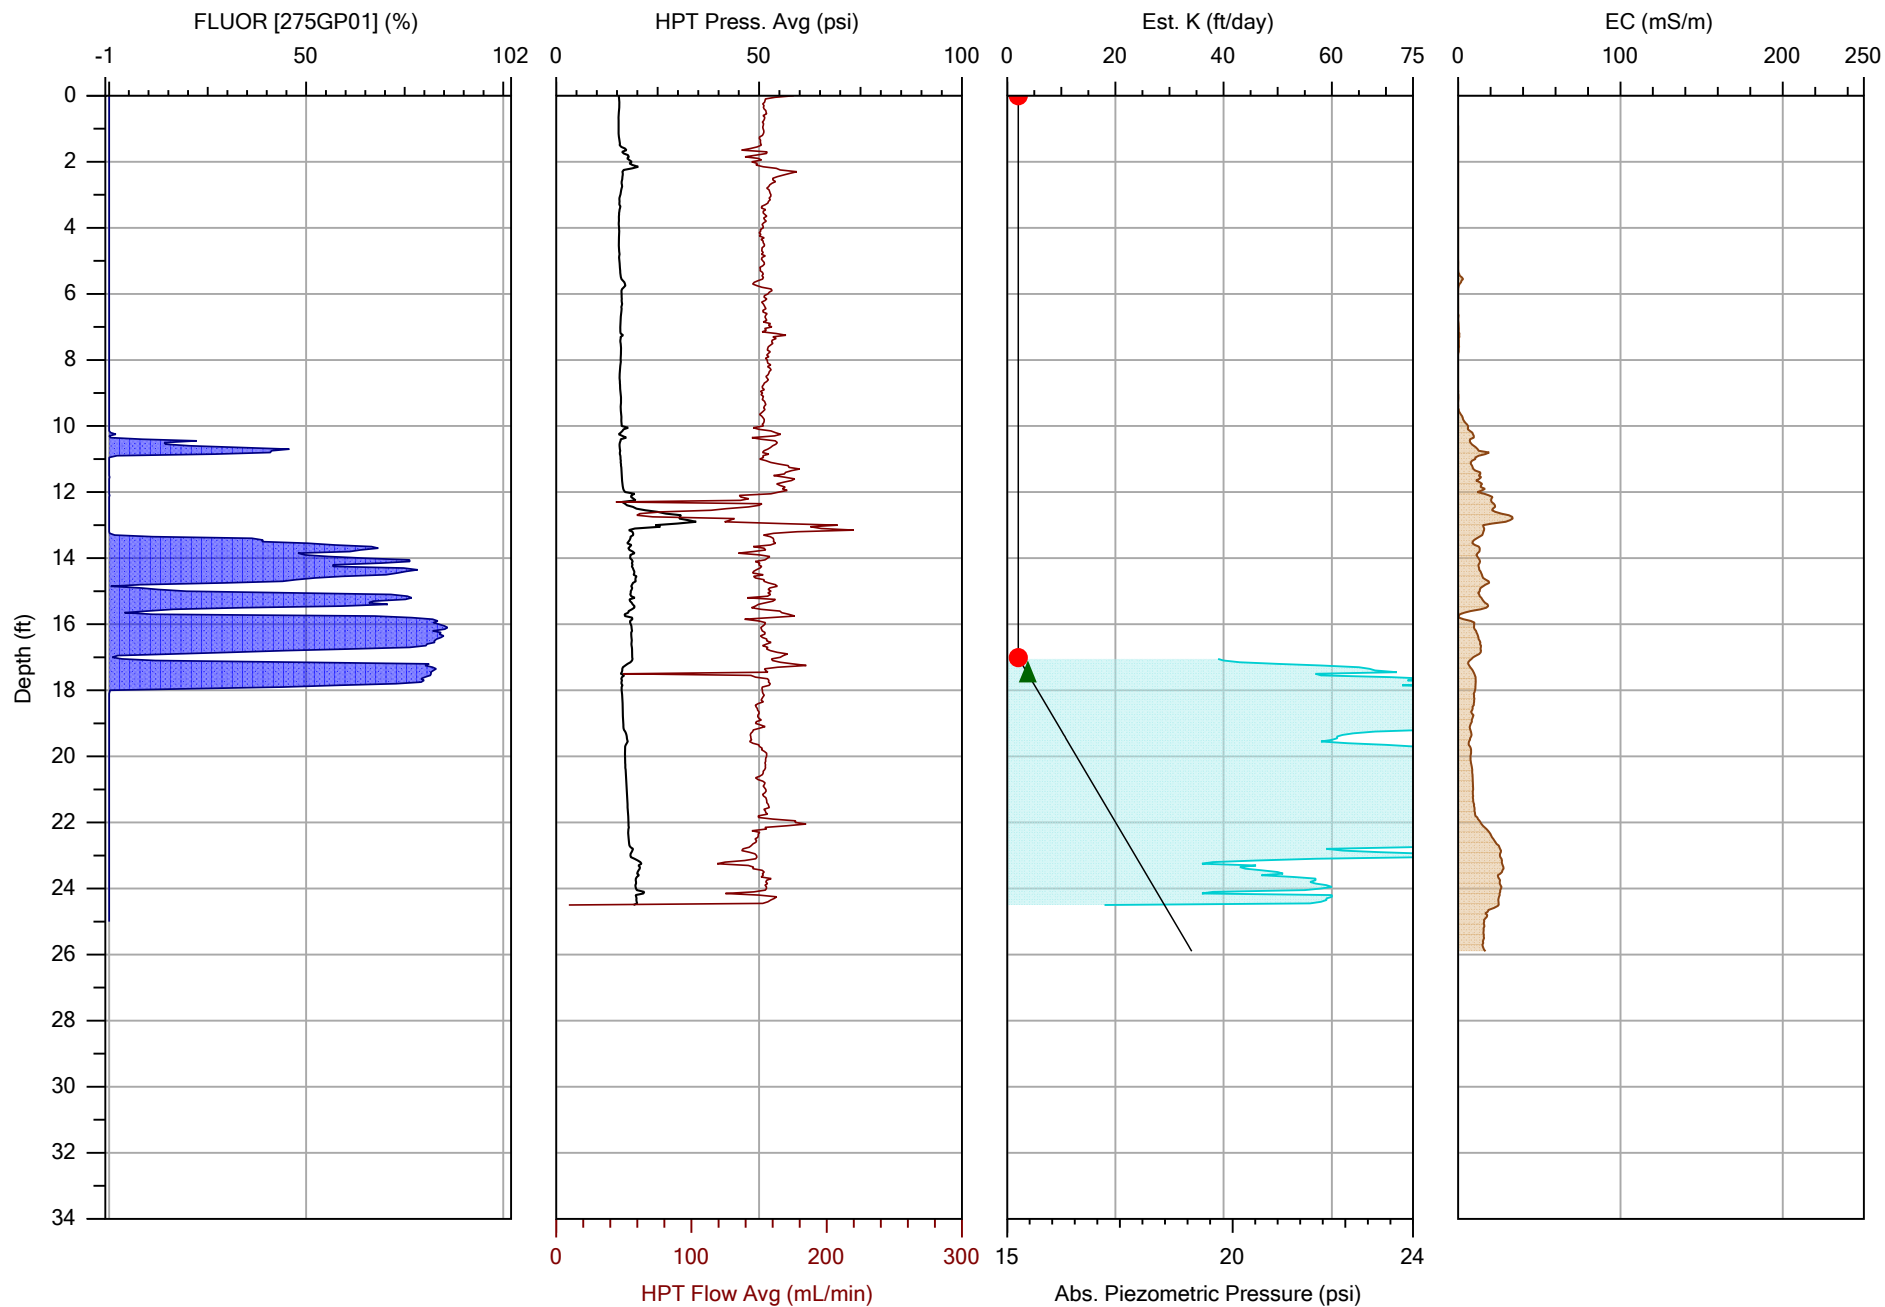 FLUOR [275GP01] (%)
HPT Press. Avg (psi)
Est. K (ft/day)
EC (mS/m)
-1 50 102
0 50 100
0 20 40 60 75
0 100 200 250
0
2
4
6
8
10
12
14
16
18
20
22
24
26
28
30
32
34
Depth (ft)
0 100 200 300
15 20 24
HPT Flow Avg (mL/min)
Abs. Piezometric Pressure (psi)